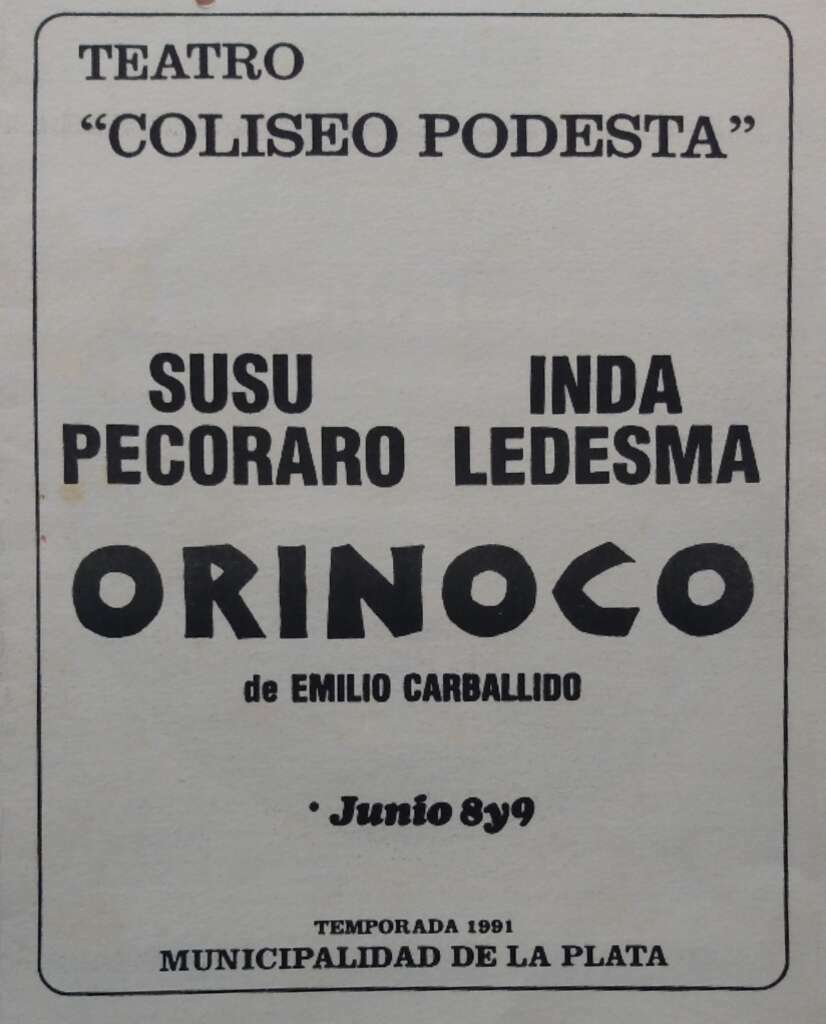 TEATRO
“COLISEO PODESTA”
SUSU INDA
PECORARO LEDESMA
ORINOCO
de EMILIO CARBALLIDO
· Junio 8y9
TEMPORADA 1991
MUNICIPALIDAD DE LA PLATA